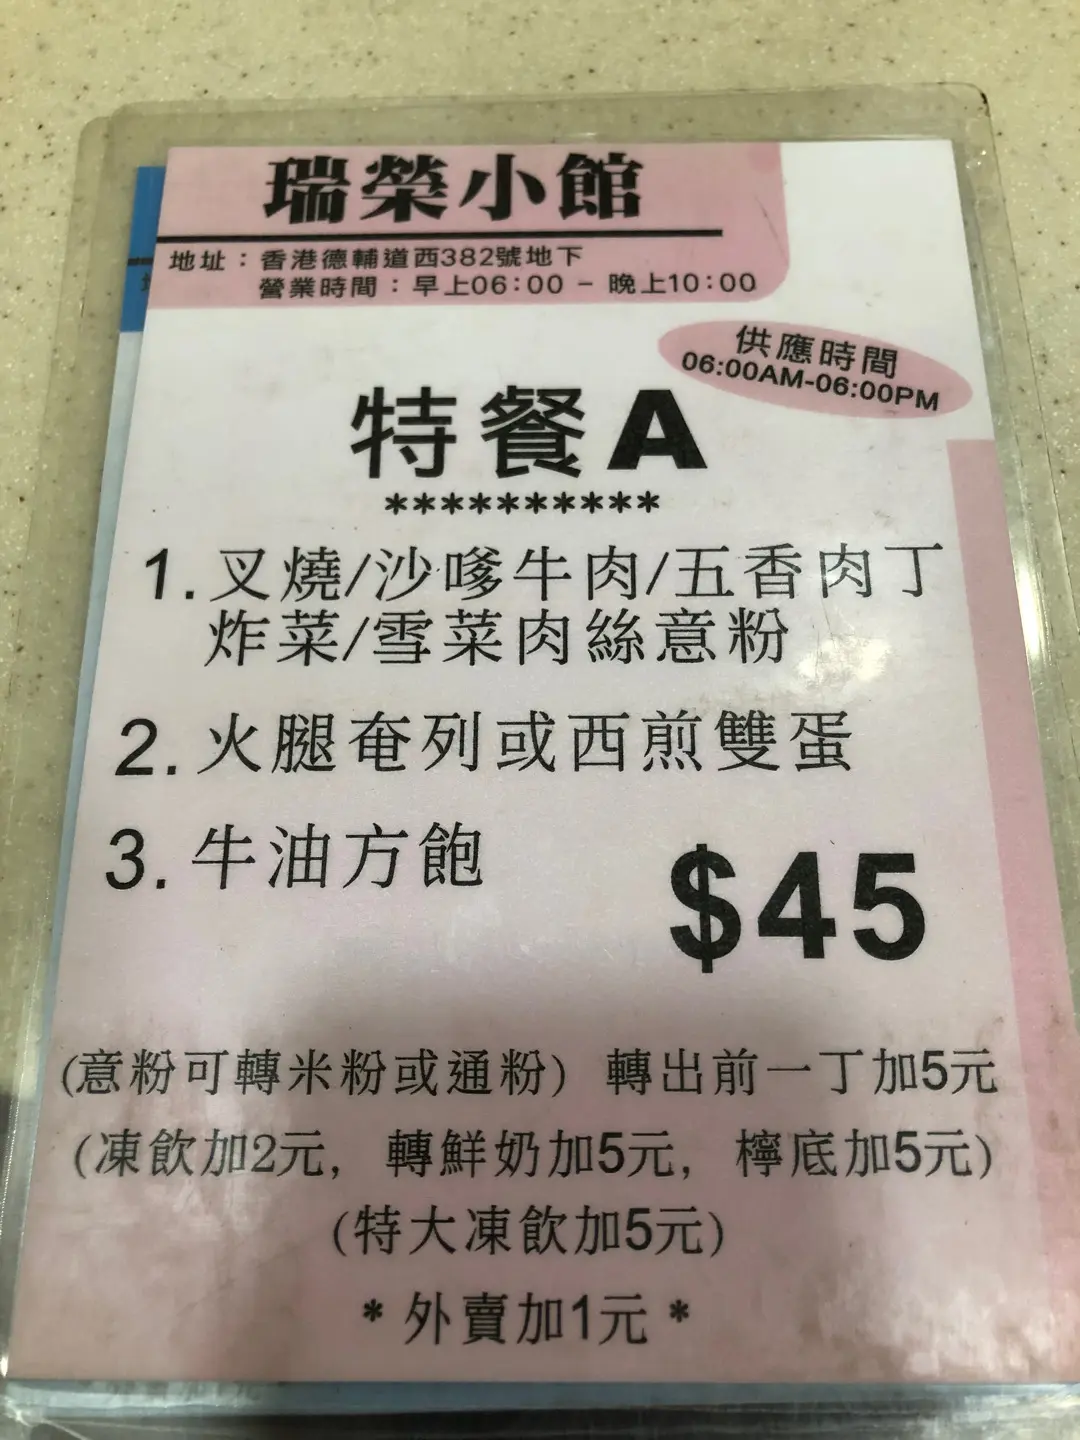 瑞榮小館
地址：香港德輔道西382號地下
營業時間：早上06:00 - 晚上10:00
供應時間
06:00AM-06:00PM
特餐A
**********
1.叉燒/沙嗲牛肉/五香肉丁
炸菜/雪菜肉絲意粉
2.火腿奄列或西煎雙蛋
3.牛油方飽
$45
(意粉可轉米粉或通粉) 轉出前一丁加5元
(凍飲加2元, 轉鮮奶加5元, 檸底加5元)
(特大凍飲加5元)
*外賣加1元*